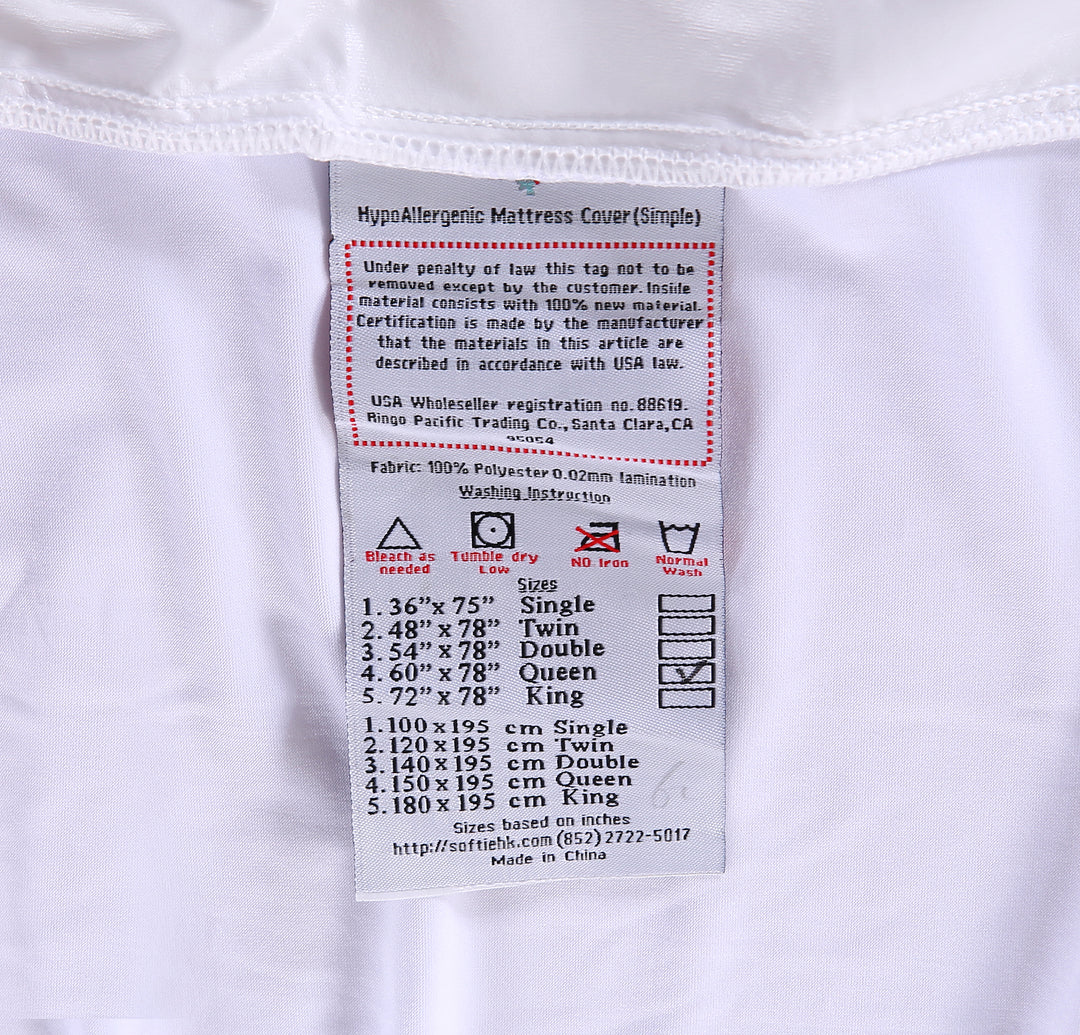 HypoAllergenic Mattress Cover(Simple)
Under penalty of law this tag not to be
removed except by the customer. Inside
material consists with 100% new material.
Certification is made by the manufacturer
that the materials in this article are
described in accordance with USA law.
USA Wholeseller registration no. 88619.
Ringo Pacific Trading Co., Santa Clara, CA
95054
Fabric: 100% Polyester 0.02mm lamination
Washing Instruction
Bleach as needed
Tumble dry Low
NO Iron
Normal Wash
Sizes
1. 36”x 75” Single
2. 48” x 78” Twin
3. 54” x 78” Double
4. 60” x 78” Queen
5. 72” x 78” King
1. 100 x 195 cm Single
2. 120 x 195 cm Twin
3. 140 x 195 cm Double
4. 150 x 195 cm Queen
5. 180 x 195 cm King
Sizes based on inches
http://softiehk.com (852) 2722-5017
Made in China